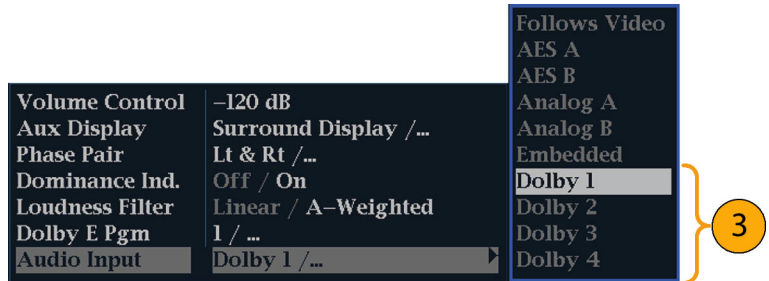 Volume Control –120 dB
Aux Display Surround Display /...
Phase Pair Lt & Rt /...
Dominance Ind. Off / On
Loudness Filter Linear / A–Weighted
Dolby E Pgm 1 / ...
Audio Input Dolby 1 /...
Follows Video
AES A
AES B
Analog A
Analog B
Embedded
Dolby 1
Dolby 2
Dolby 3
Dolby 4
3